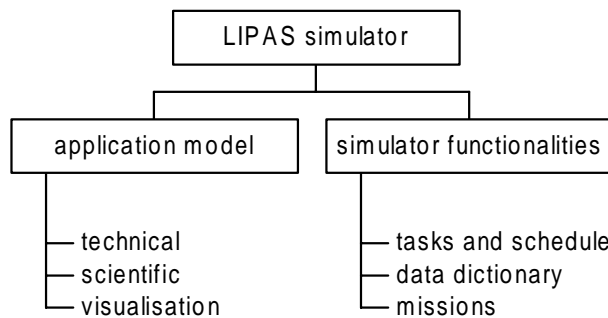 LIPAS simulator
application model
simulator functionalities
technical
scientific
visualisation
tasks and schedule
data dictionary
missions